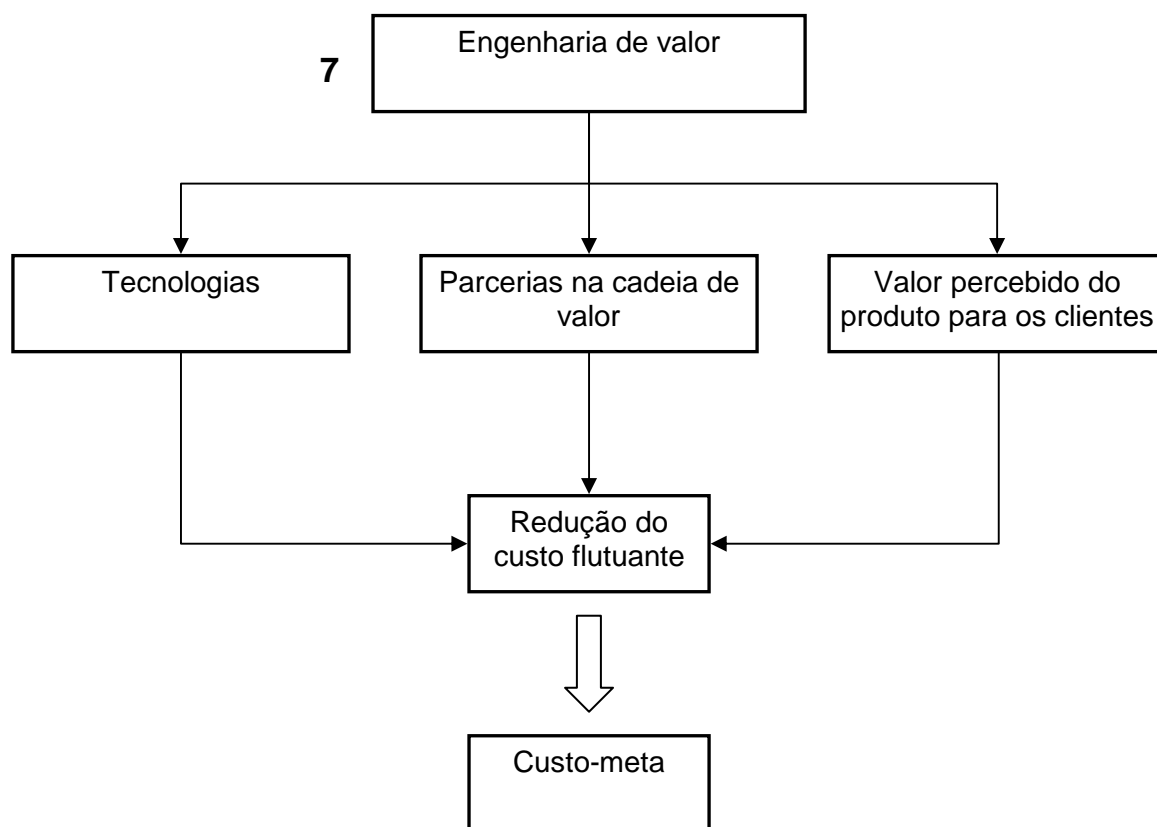 Engenharia de valor
7
Tecnologias
Parcerias na cadeia de
valor
Valor percebido do
produto para os clientes
Redução do
custo flutuante
Custo-meta